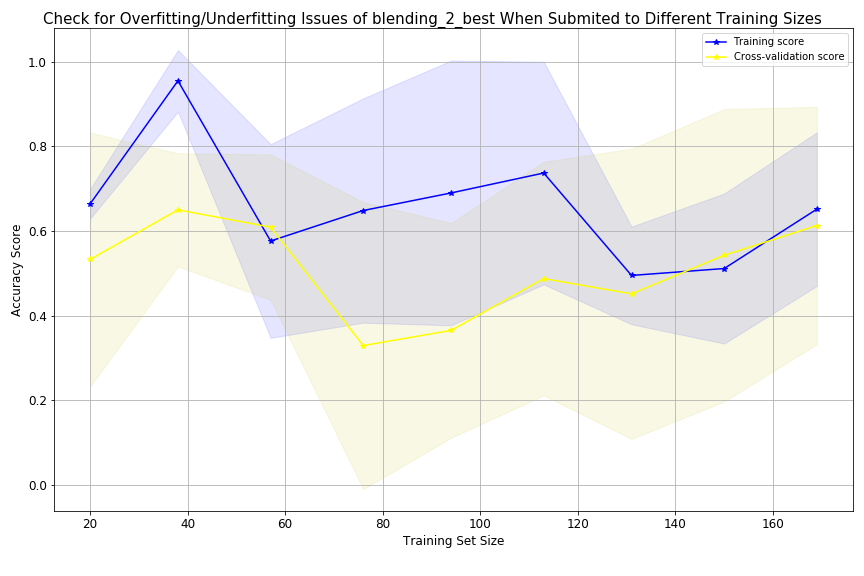 Check for Overfitting/Underfitting Issues of blending_2_best When Submited to Different Training Sizes
Training score
Cross-validation score
1.0
0.8
0.6
0.4
0.2
0.0
Accuracy Score
20 40 60 80 100 120 140 160
Training Set Size